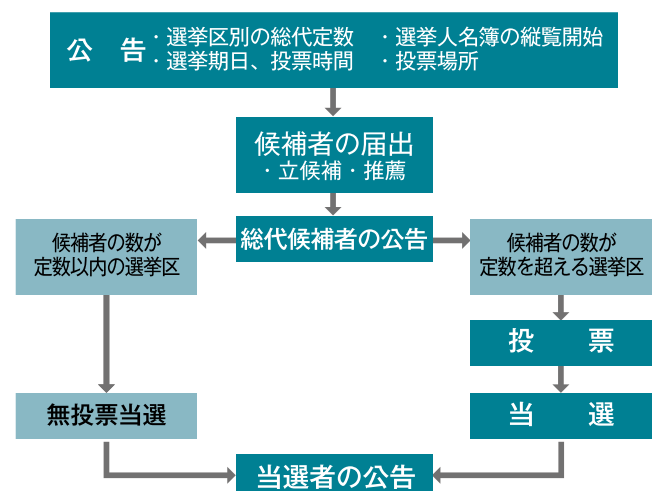 公　告
・選挙区別の総代定数　・選挙人名簿の縦覧開始
・選挙期日、投票時間　・投票場所
候補者の届出
・立候補・推薦
総代候補者の公告
候補者の数が
定数以内の選挙区
候補者の数が
定数を超える選挙区
投　票
無投票当選
当　選
当選者の公告